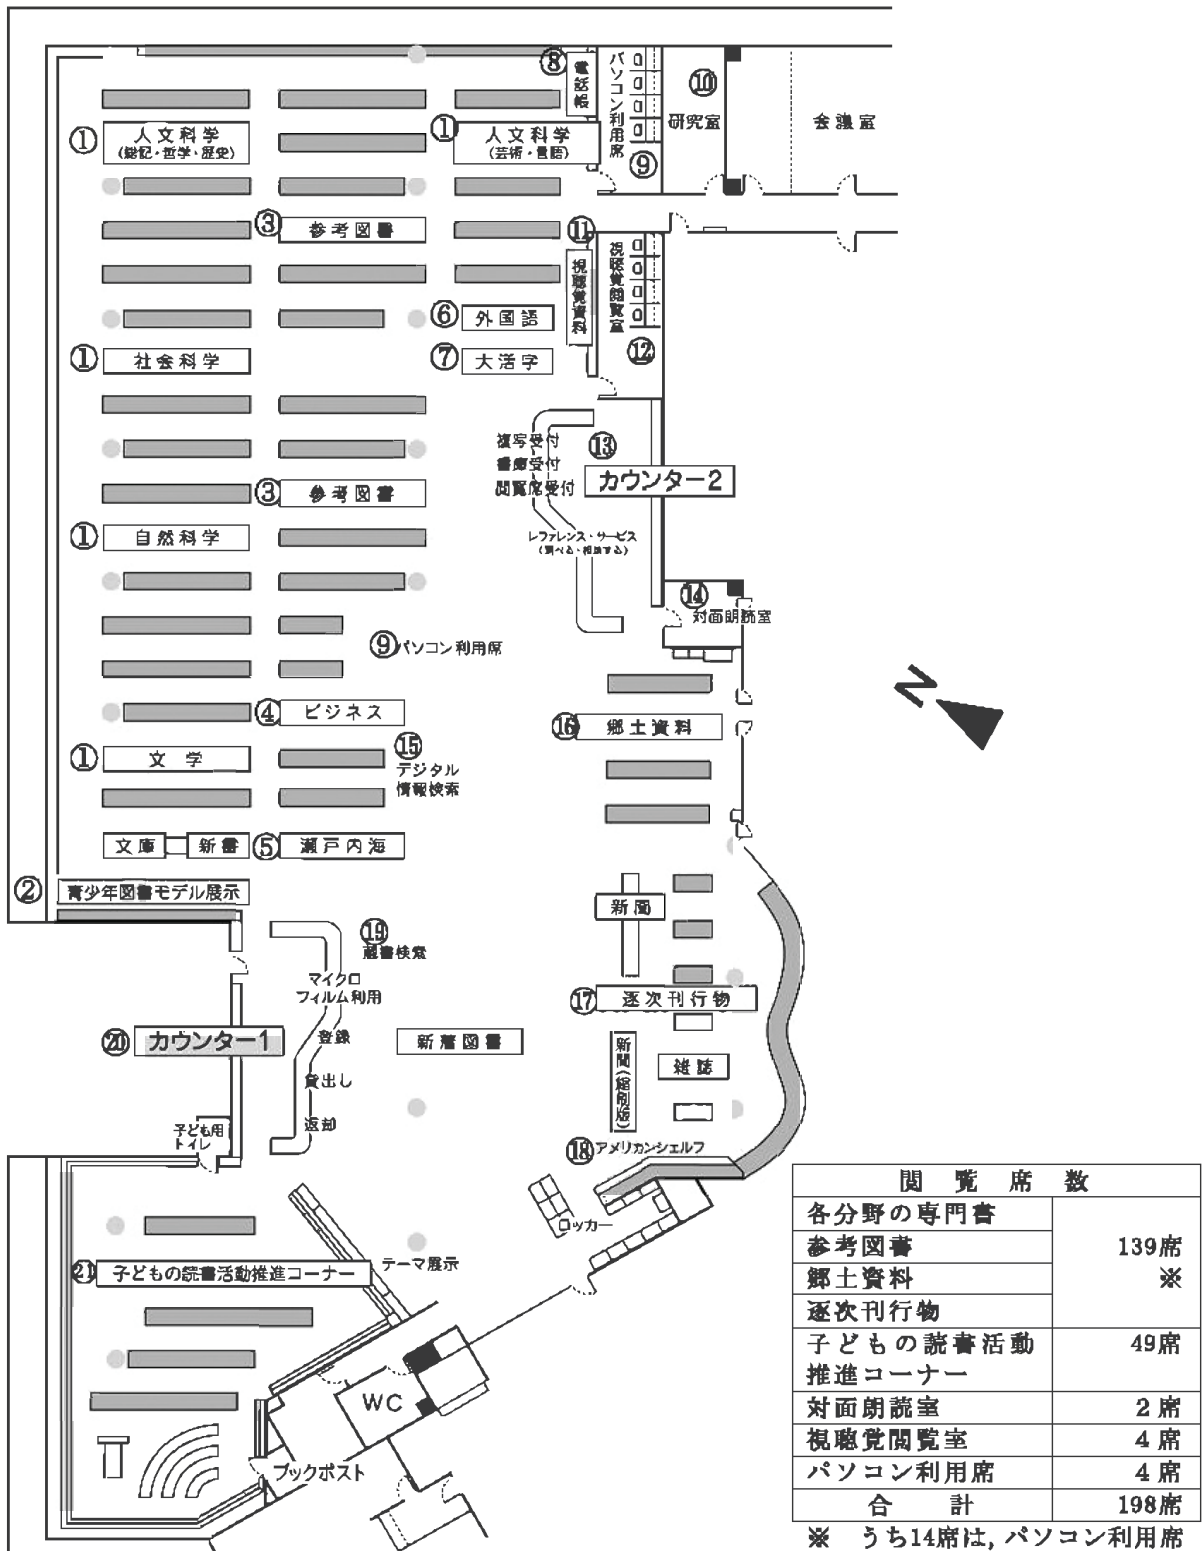 ⑧
電話帳
パソコン利用席
⑨
⑩
研究室
会議室
①
人文科学
(総記・哲学・歴史)
①
人文科学
(芸術・言語)
③
参考図書
⑪
視聴覚資料
視聴覚閲覧室
⑫
⑥
外国語
①
社会科学
⑦
大活字
複写受付
書庫受付
閲覧席受付
⑬
カウンター2
③
参考図書
①
自然科学
レファレンス・サービス
(調べる・相談する)
⑭
対面朗読室
⑨
パソコン利用席
N
④
ビジネス
⑯
郷土資料
①
文学
⑮
デジタル
情報検索
文庫
新書
⑤
瀬戸内海
②
青少年図書モデル展示
新聞
⑲
蔵書検索
マイクロ
フィルム利用
⑰
逐次刊行物
⑳
カウンター1
登録
新着図書
新聞(縮刷版)
雑誌
貸出し
返却
子ども用
トイレ
⑱
アメリカンシェルフ
ロッカー
テーマ展示
㉑
子どもの読書活動推進コーナー
WC
ブックポスト
閲覧席数
各分野の専門書
参考図書 139席
郷土資料 ※
逐次刊行物
子どもの読書活動 49席
推進コーナー
対面朗読室 2席
視聴覚閲覧室 4席
パソコン利用席 4席
合計 198席
※ うち14席は,パソコン利用席